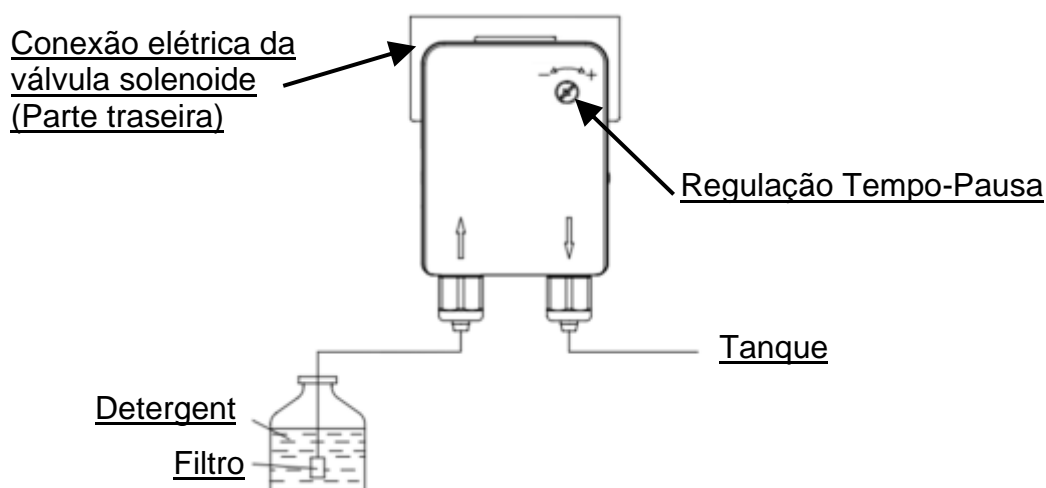 Conexão elétrica da
válvula solenoide
(Parte traseira)
- +
Regulação Tempo-Pausa
Tanque
Detergent
Filtro